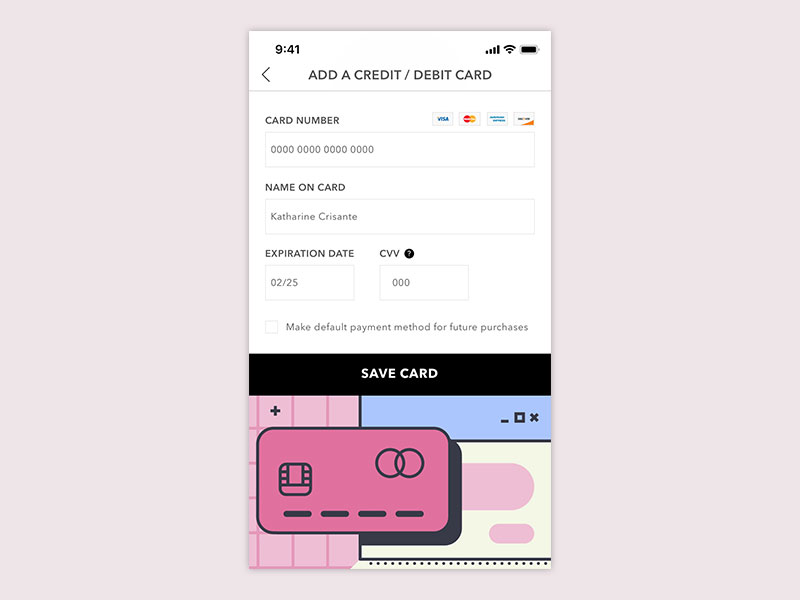 9:41
ADD A CREDIT / DEBIT CARD
CARD NUMBER
VISA
0000 0000 0000 0000
NAME ON CARD
Katharine Crisante
EXPIRATION DATE CVV ?
02/25 000
Make default payment method for future purchases
SAVE CARD